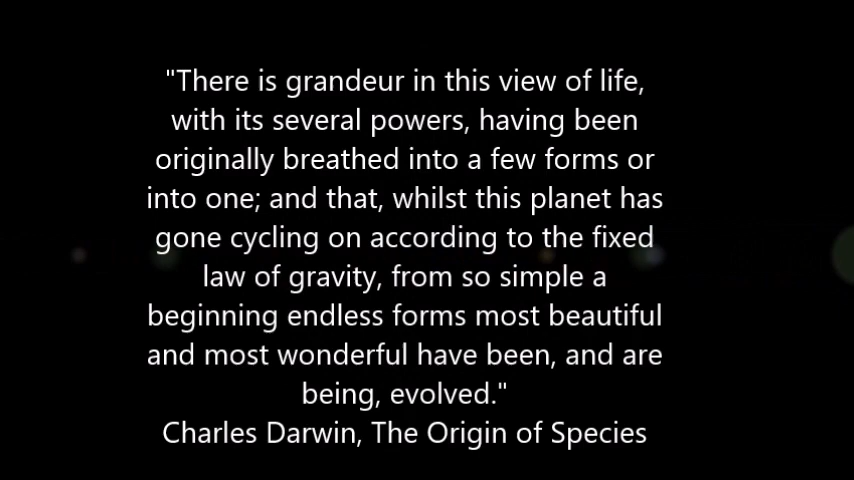 "There is grandeur in this view of life,
with its several powers, having been
originally breathed into a few forms or
into one; and that, whilst this planet has
gone cycling on according to the fixed
law of gravity, from so simple a
beginning endless forms most beautiful
and most wonderful have been, and are
being, evolved."
Charles Darwin, The Origin of Species